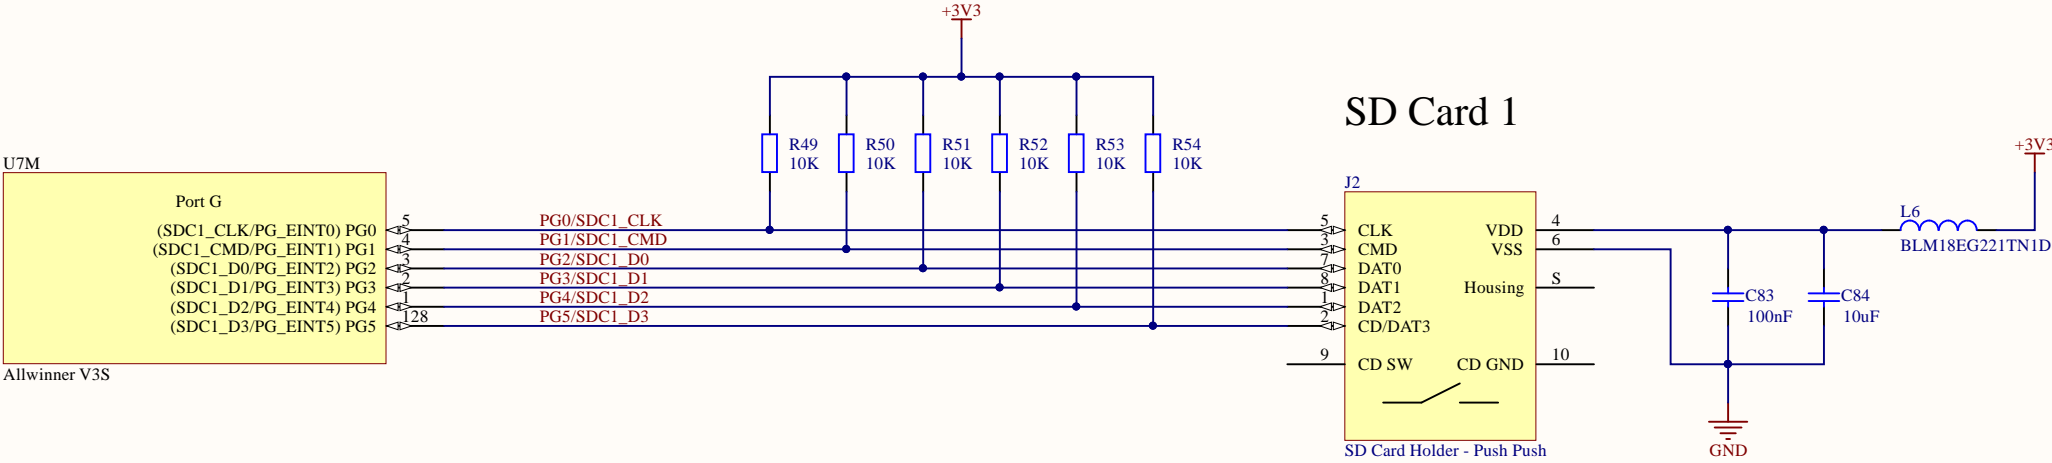 +3V3
SD Card 1
R49 R50 R51 R52 R53 R54
10K 10K 10K 10K 10K 10K
+3V3
U7M
J2
Port G
L6
BLM18EG221TN1D
(SDC1_CLK/PG_EINT0) PG0 5 PG0/SDC1_CLK 5 CLK VDD 4
(SDC1_CMD/PG_EINT1) PG1 4 PG1/SDC1_CMD 3 CMD VSS 6
(SDC1_D0/PG_EINT2) PG2 3 PG2/SDC1_D0 7 DAT0
(SDC1_D1/PG_EINT3) PG3 2 PG3/SDC1_D1 8 DAT1 Housing S
(SDC1_D2/PG_EINT4) PG4 1 PG4/SDC1_D2 1 DAT2
(SDC1_D3/PG_EINT5) PG5 128 PG5/SDC1_D3 2 CD/DAT3
C83 C84
100nF 10uF
9 CD SW CD GND 10
Allwinner V3S
SD Card Holder - Push Push
GND